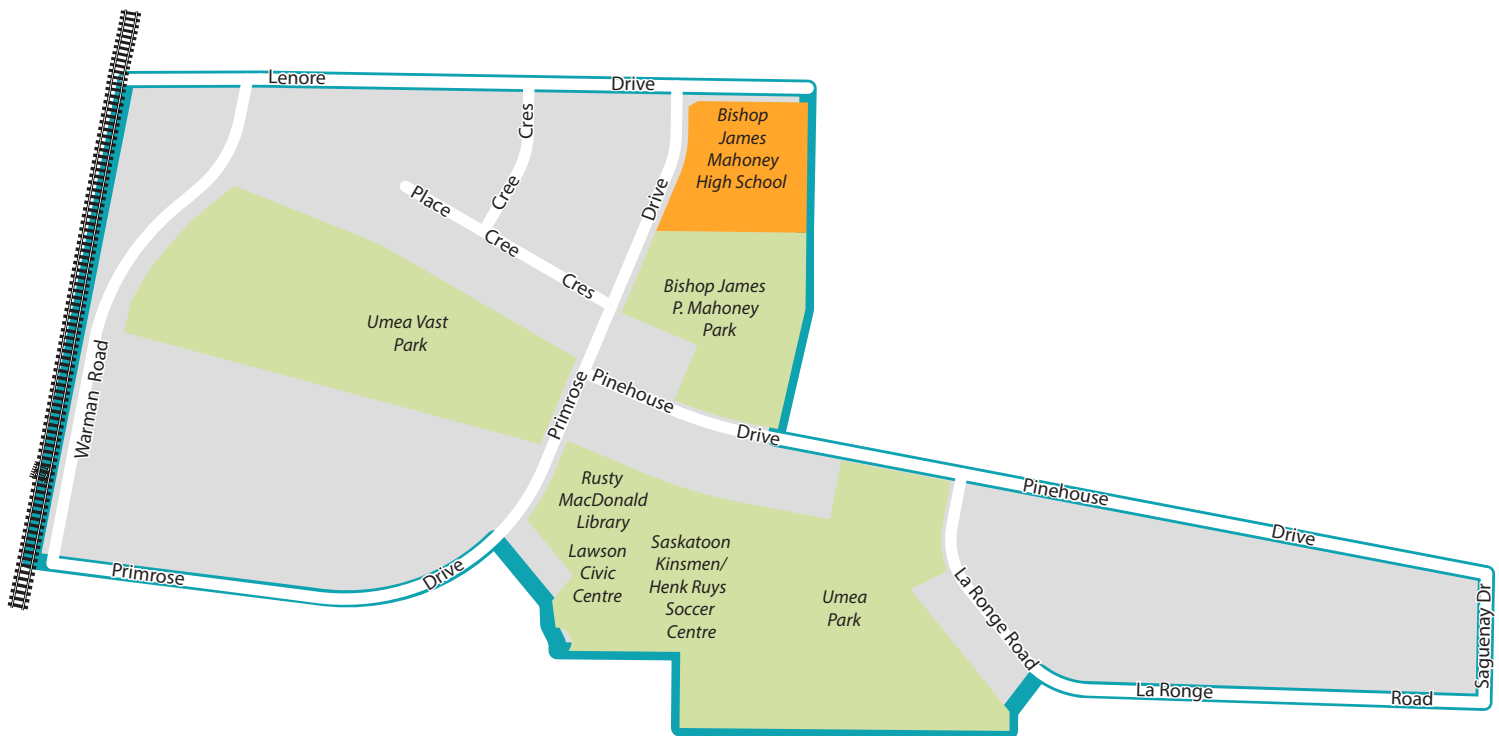 Lenore Drive
Cres
Cree
Place
Cree
Cres
Drive
Bishop
James
Mahoney
High School
Bishop James
P. Mahoney
Park
Umea Vast
Park
Warman Road
Primrose
Pinehouse
Drive
Pinehouse
Drive
Rusty
MacDonald
Library
Lawson
Civic
Centre
Saskatoon
Kinsmen/
Henk Ruys
Soccer
Centre
Umea
Park
Primrose
Drive
La Ronge Road
Saguenay Dr
La Ronge
Road